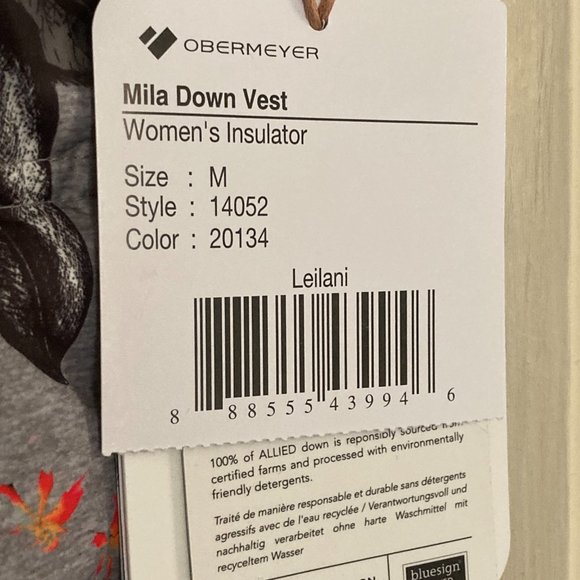 OBERMEYER
Mila Down Vest
Women's Insulator
Size : M
Style : 14052
Color : 20134
Leilani
8 88555 43994 6
100% of ALLIED down is reponsibly sourced from
certified farms and processed with environmentally
friendly detergents.
Traité de manière responsable et durable sans détergents
agressifs avec de l'eau recyclée / Verantwortungsvoll und
nachhaltig verarbeitet ohne harte Waschmittel mit
recyceltem Wasser
bluesign